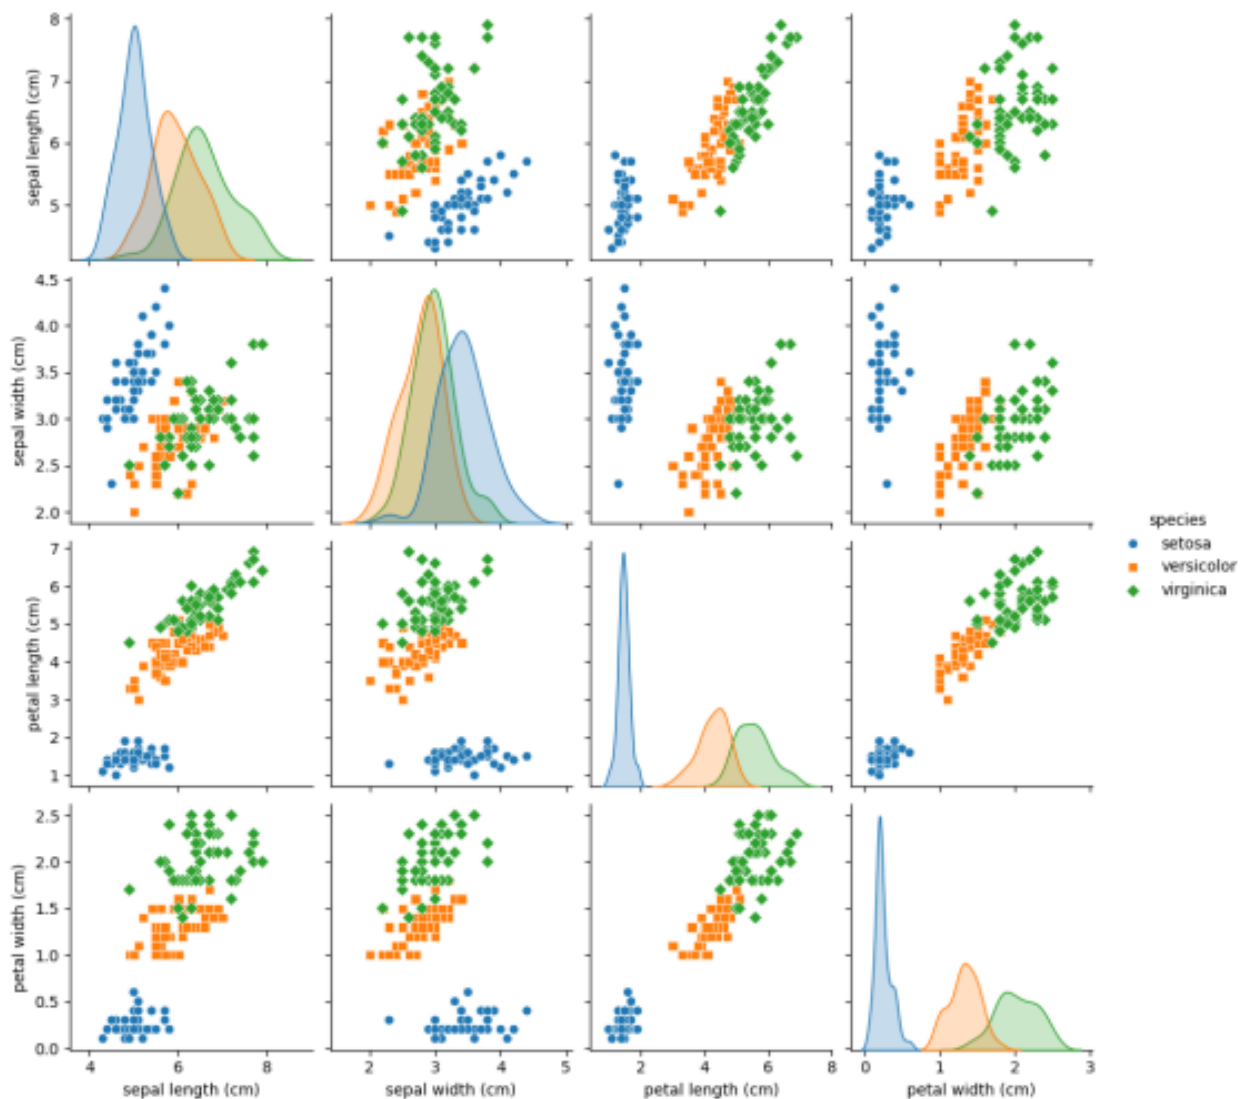 8
7
6
5
sepal length (cm)
4.5
4.0
3.5
3.0
2.5
2.0
sepal width (cm)
species
setosa
versicolor
virginica
7
6
5
4
3
2
1
petal length (cm)
2.5
2.0
1.5
1.0
0.5
0.0
petal width (cm)
4 6 8 2 3 4 5 2 4 6 8 0 1 2 3
sepal length (cm) sepal width (cm) petal length (cm) petal width (cm)